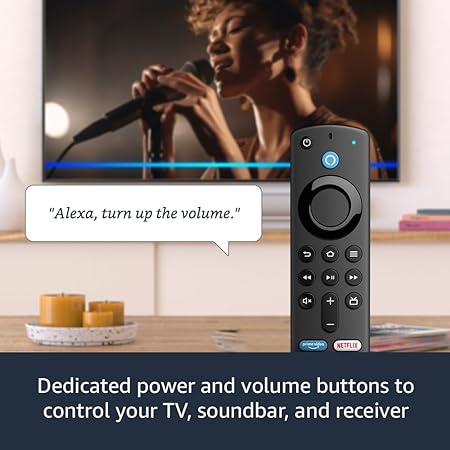 "Alexa, turn up the volume."
prime video
NETFLIX
Dedicated power and volume buttons to
control your TV, soundbar, and receiver